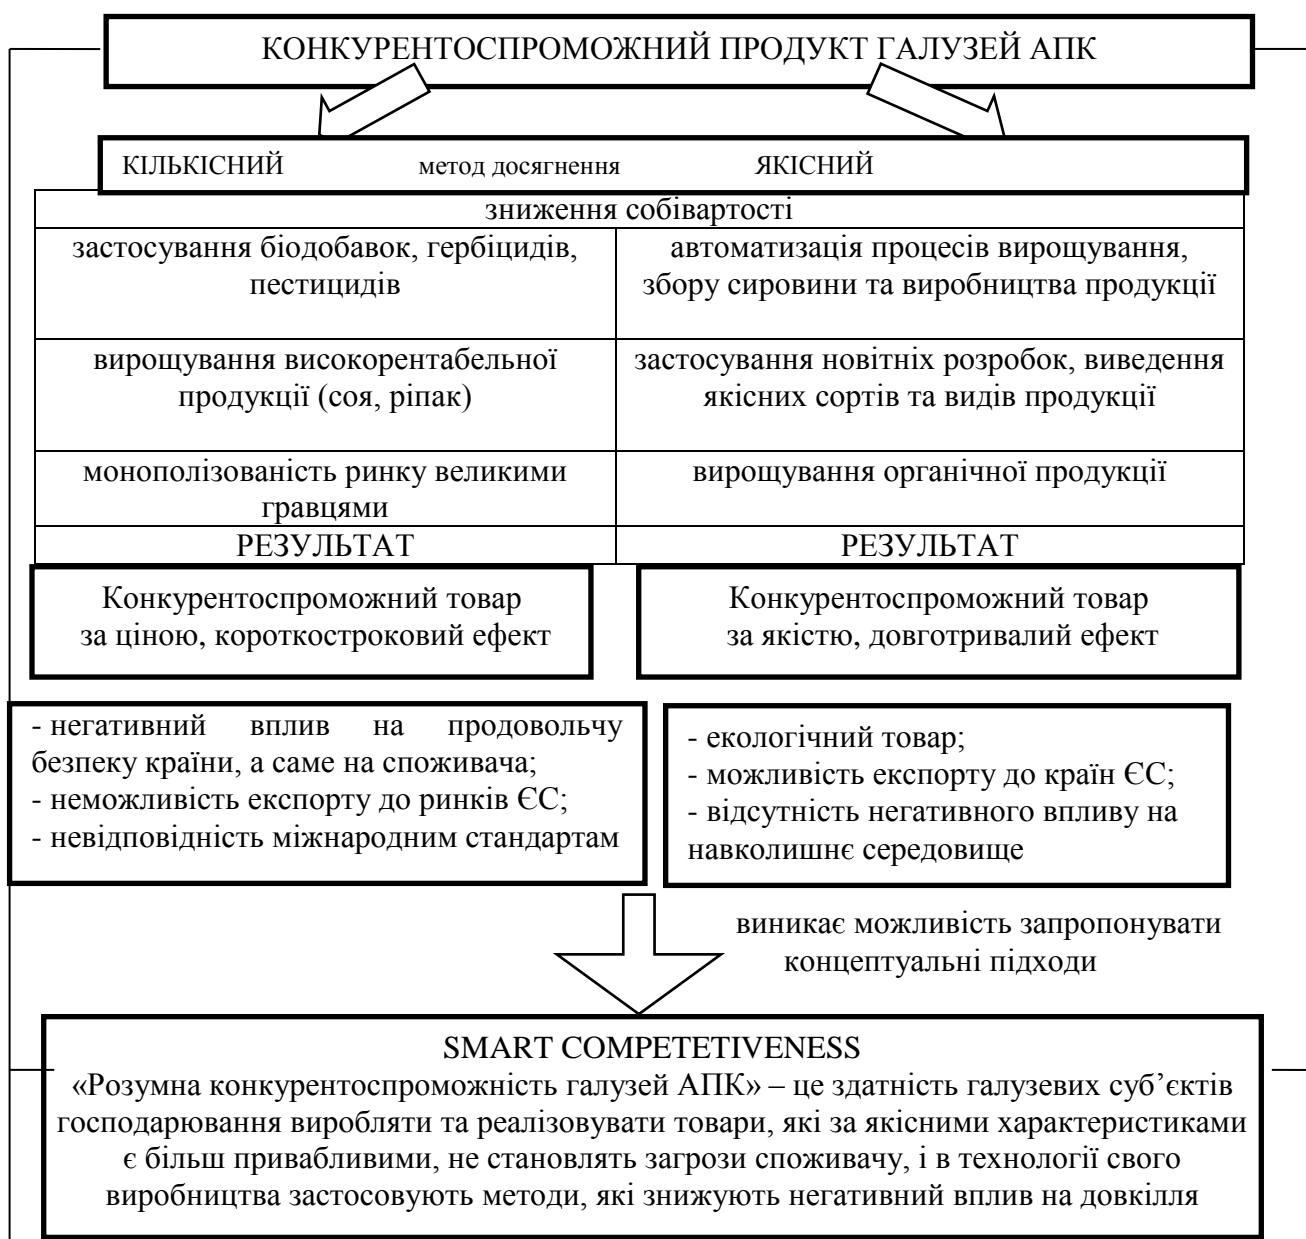 КОНКУРЕНТОСПРОМОЖНИЙ ПРОДУКТ ГАЛУЗЕЙ АПК
КІЛЬКІСНИЙ метод досягнення ЯКІСНИЙ
зниження собівартості
застосування біодобавок, гербіцидів,
пестицидів
автоматизація процесів вирощування,
збору сировини та виробництва продукції
вирощування високорентабельної
продукції (соя, ріпак)
застосування новітніх розробок, виведення
якісних сортів та видів продукції
монополізованість ринку великими
гравцями
вирощування органічної продукції
РЕЗУЛЬТАТ
РЕЗУЛЬТАТ
Конкурентоспроможний товар
за ціною, короткостроковий ефект
Конкурентоспроможний товар
за якістю, довготривалий ефект
- негативний вплив на продовольчу
безпеку країни, а саме на споживача;
- неможливість експорту до ринків ЄС;
- невідповідність міжнародним стандартам
- екологічний товар;
- можливість експорту до країн ЄС;
- відсутність негативного впливу на
навколишнє середовище
виникає можливість запропонувати
концептуальні підходи
SMART COMPETETIVENESS
«Розумна конкурентоспроможність галузей АПК» – це здатність галузевих суб’єктів
господарювання виробляти та реалізовувати товари, які за якісними характеристиками
є більш привабливими, не становлять загрози споживачу, і в технології свого
виробництва застосовують методи, які знижують негативний вплив на довкілля